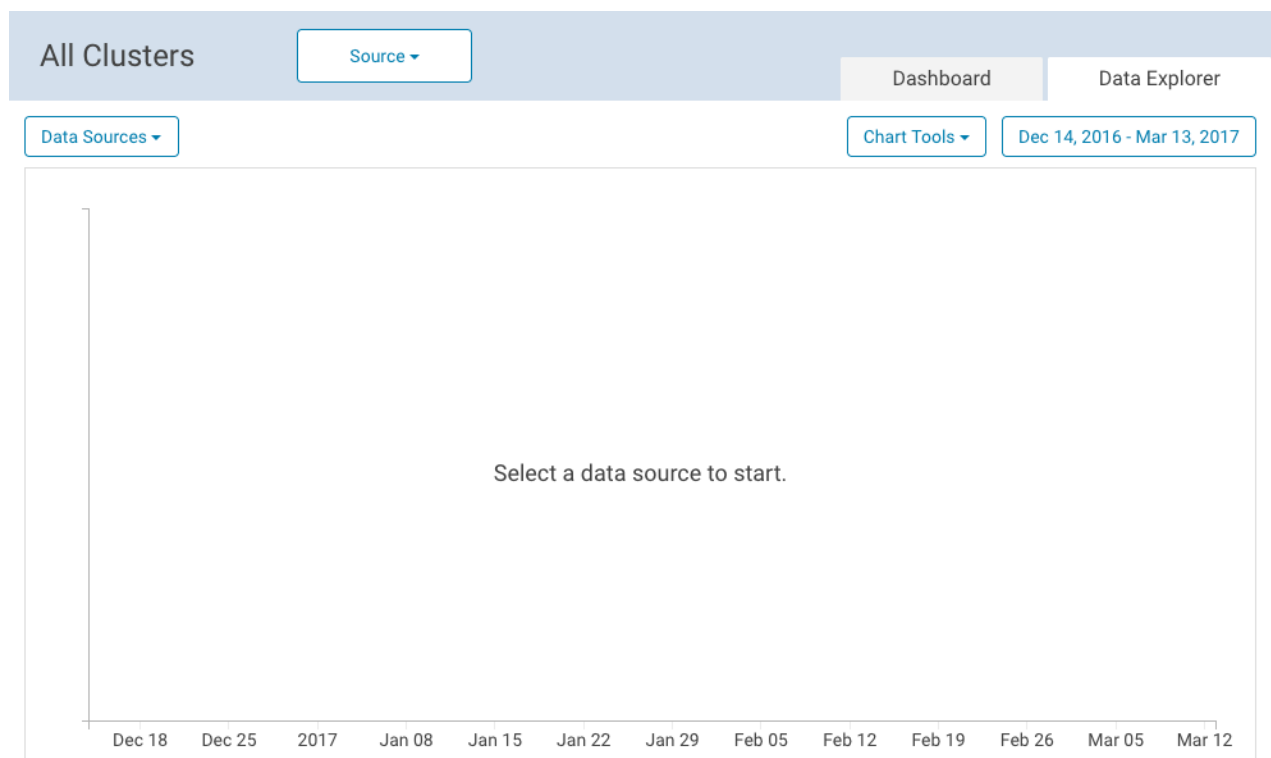 All Clusters
Source
Dashboard
Data Explorer
Data Sources
Chart Tools
Dec 14, 2016 - Mar 13, 2017
Select a data source to start.
Dec 18 Dec 25 2017 Jan 08 Jan 15 Jan 22 Jan 29 Feb 05 Feb 12 Feb 19 Feb 26 Mar 05 Mar 12